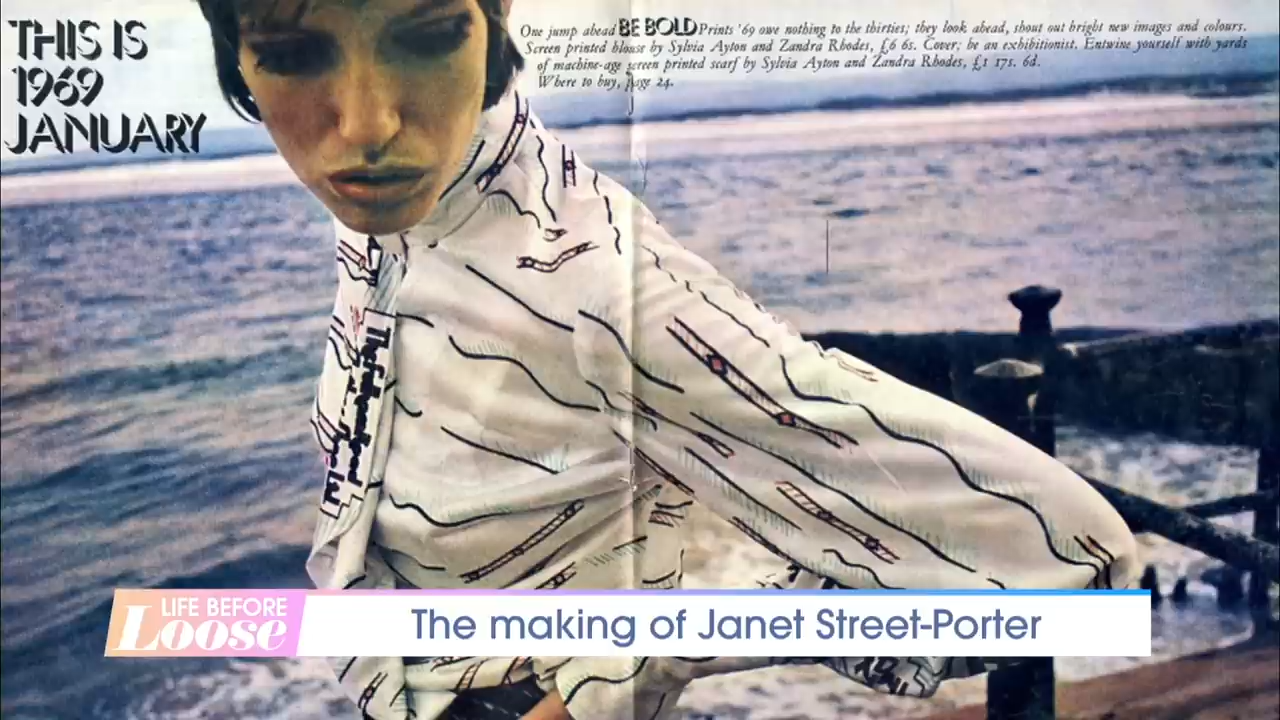 THIS IS
1969
JANUARY
One jump ahead BE BOLD Prints '69 owe nothing to the thirties; they look ahead, shout out bright new images and colours.
Screen printed blouse by Sylvia Ayton and Zandra Rhodes, £6 6s. Cover: be an exhibitionist. Entwine yourself with yards
of machine-age screen printed scarf by Sylvia Ayton and Zandra Rhodes, £1 17s. 6d.
Where to buy, page 24.
LIFE BEFORE
Loose
The making of Janet Street-Porter